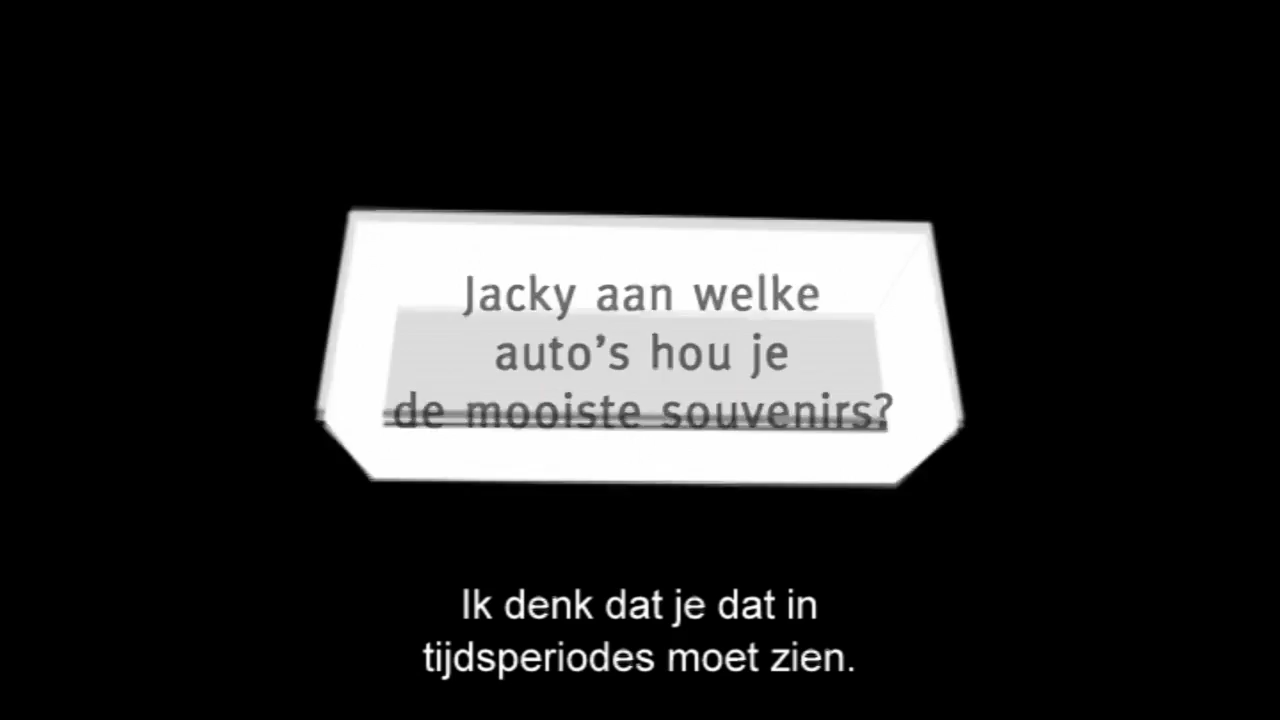 Jacky aan welke
auto's hou je
de mooiste souvenirs?
Ik denk dat je dat in
tijdsperiodes moet zien.